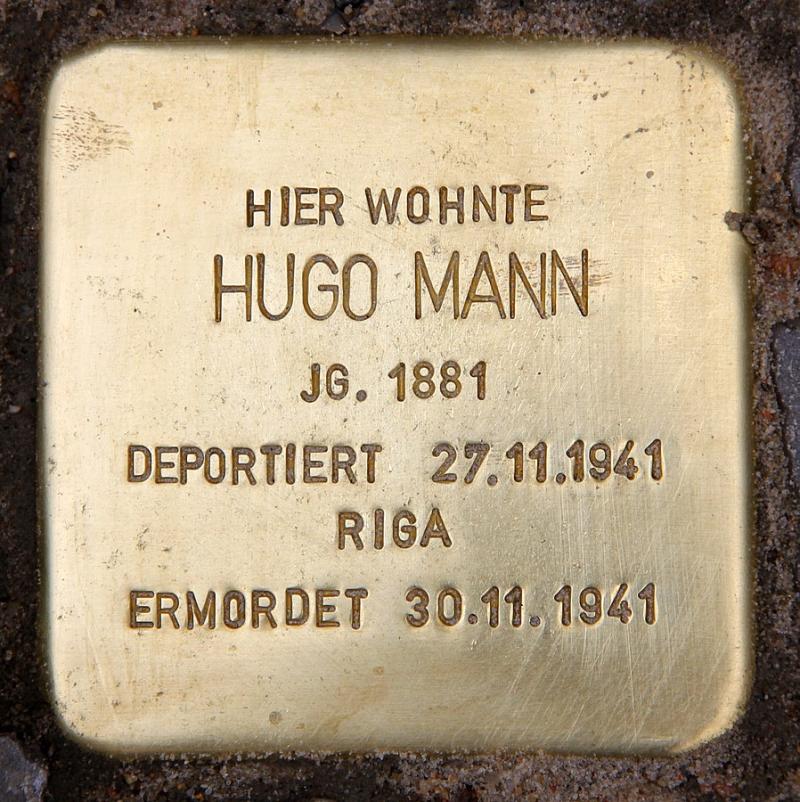 HIER WOHNTE
HUGO MANN
JG. 1881
DEPORTIERT 27.11.1941
RIGA
ERMORDET 30.11.1941